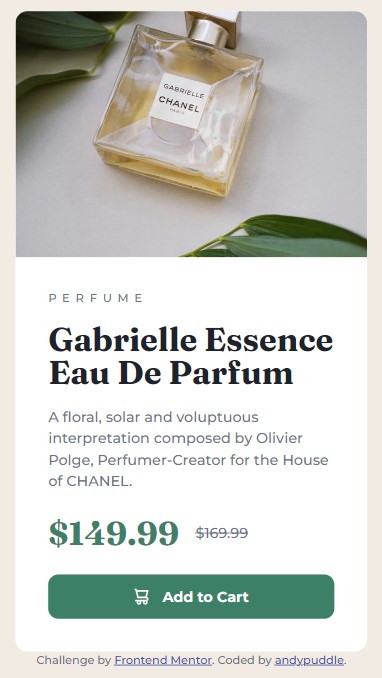 GABRIELLE
CHANEL
PARIS
PERFUME
Gabrielle Essence
Eau De Parfum
A floral, solar and voluptuous
interpretation composed by Olivier
Polge, Perfumer-Creator for the House
of CHANEL.
$149.99 $169.99
Add to Cart
Challenge by Frontend Mentor. Coded by andypuddle.